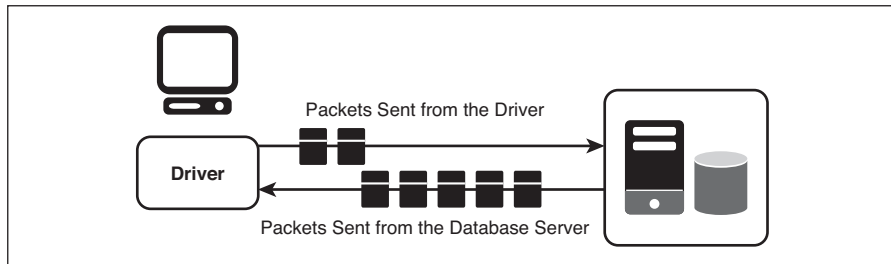 Packets Sent from the Driver
Driver
Packets Sent from the Database Server